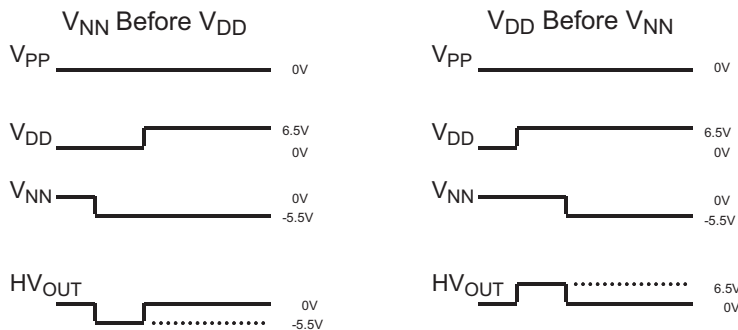 VNN Before VDD
VPP
0V
VDD
6.5V
0V
VNN
0V
-5.5V
HVOUT
0V
-5.5V
VDD Before VNN
VPP
0V
VDD
6.5V
0V
VNN
0V
-5.5V
HVOUT
6.5V
0V